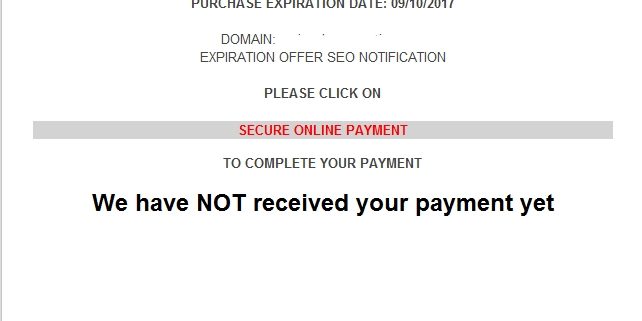 PURCHASE EXPIRATION DATE: 09/10/2017
DOMAIN:
EXPIRATION OFFER SEO NOTIFICATION
PLEASE CLICK ON
SECURE ONLINE PAYMENT
TO COMPLETE YOUR PAYMENT
We have NOT received your payment yet